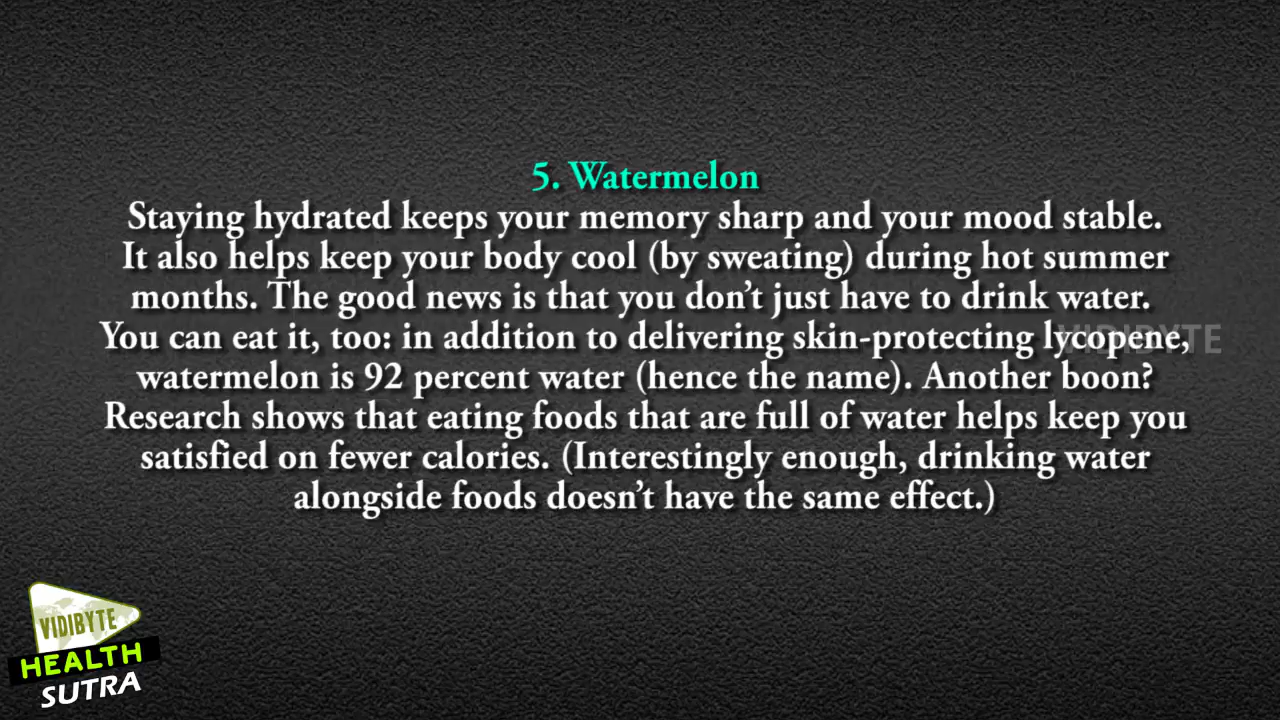 5. Watermelon
Staying hydrated keeps your memory sharp and your mood stable.
It also helps keep your body cool (by sweating) during hot summer
months. The good news is that you don’t just have to drink water.
You can eat it, too: in addition to delivering skin-protecting lycopene,
watermelon is 92 percent water (hence the name). Another boon?
Research shows that eating foods that are full of water helps keep you
satisfied on fewer calories. (Interestingly enough, drinking water
alongside foods doesn’t have the same effect.)
VIDIBYTE
VIDIBYTE
HEALTH
SUTRA